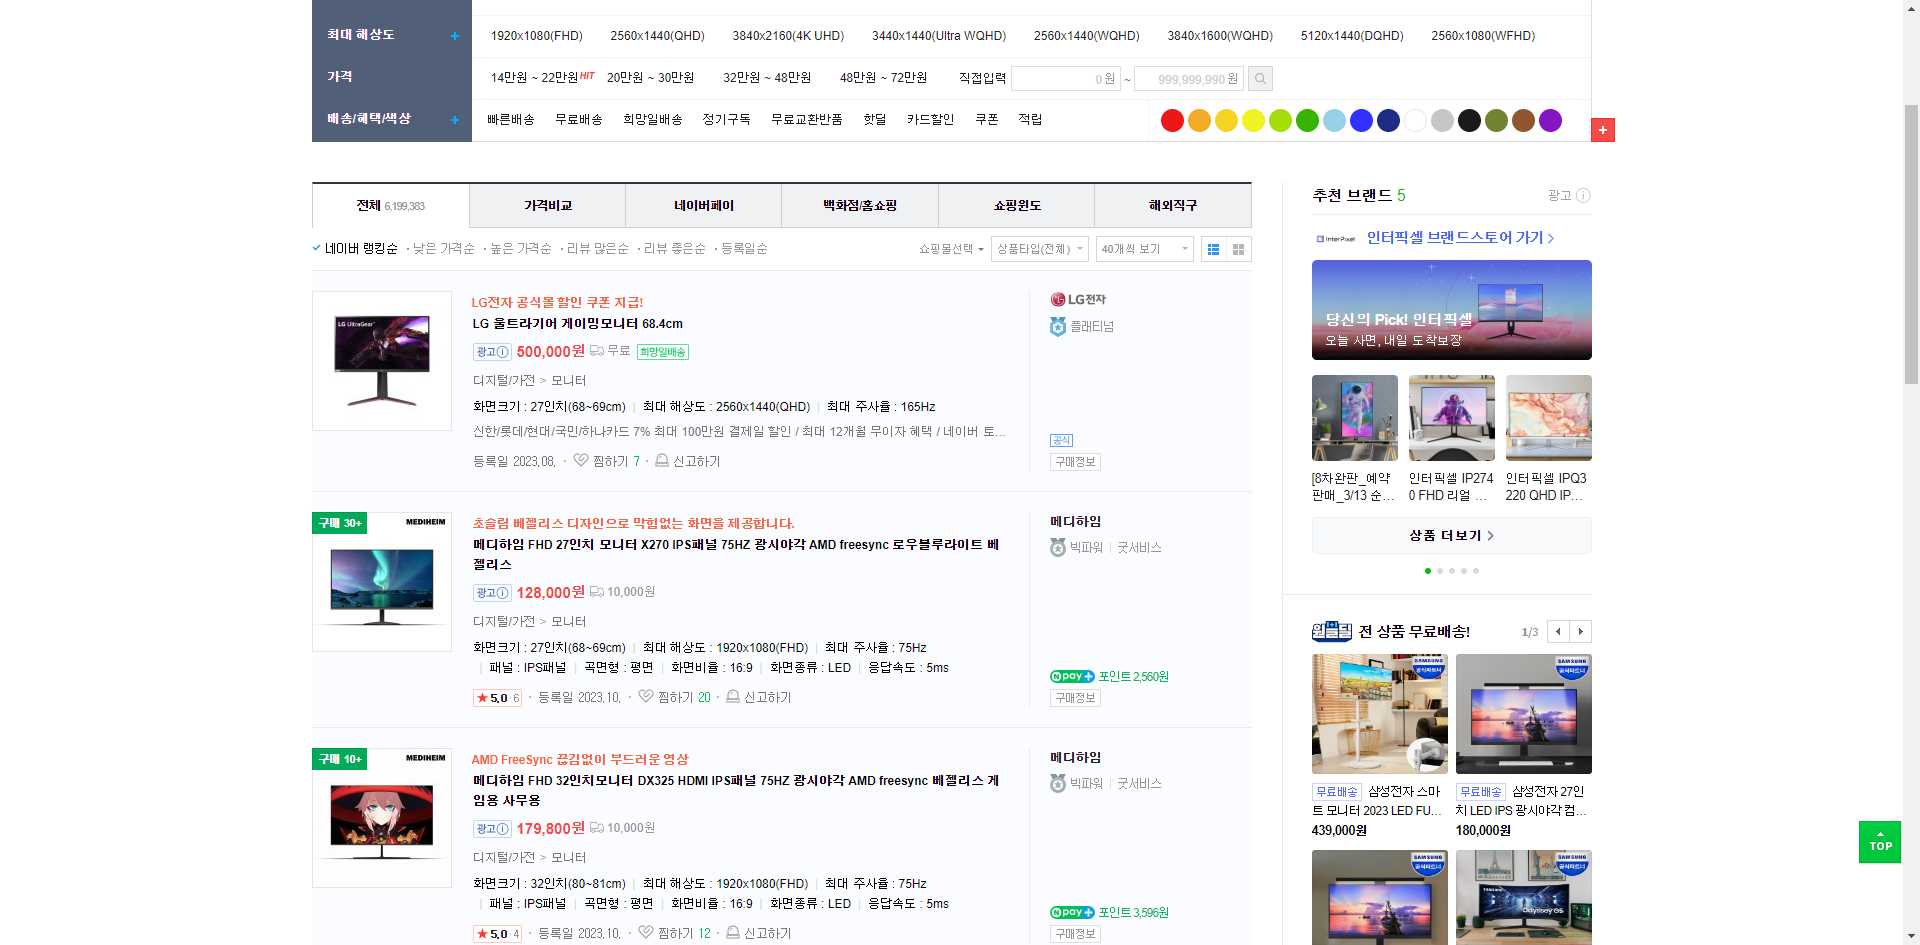 최대 해상도 +
1920x1080(FHD) 2560x1440(QHD) 3840x2160(4K UHD) 3440x1440(Ultra WQHD) 2560x1440(WQHD) 3840x1600(WQHD) 5120x1440(DQHD) 2560x1080(WFHD)
가격
14만원 ~ 22만원 HIT 20만원 ~ 30만원 32만원 ~ 48만원 48만원 ~ 72만원 직접입력 0 원 ~ 999,999,990 원
배송/혜택/색상 +
빠른배송 무료배송 희망일배송 정기구독 무료교환반품 핫딜 카드할인 쿠폰 적립
전체 6,199,383 가격비교 네이버페이 백화점/홈쇼핑 쇼핑윈도 해외직구
네이버 랭킹순 · 낮은 가격순 · 높은 가격순 · 리뷰 많은순 · 리뷰 좋은순 · 등록일순
쇼핑몰선택 상품타입(전체) 40개씩 보기
LG UltraGear
LG전자 공식몰 할인 쿠폰 지급!
LG 울트라기어 게이밍모니터 68.4cm
광고 500,000원 무료 희망일배송
디지털/가전 > 모니터
화면크기 : 27인치(68~69cm) | 최대 해상도 : 2560x1440(QHD) | 최대 주사율 : 165Hz
신한/롯데/현대/국민/하나카드 7% 최대 100만원 결제일 할인 / 최대 12개월 무이자 혜택 / 네이버 토...
등록일 2023.08. · 찜하기 7 · 신고하기
LG전자
플래티넘
공식
구매정보
구매 30+
MEDIHEIM
초슬림 베젤리스 디자인으로 막힘없는 화면을 제공합니다.
메디하임 FHD 27인치 모니터 X270 IPS패널 75HZ 광시야각 AMD freesync 로우블루라이트 베
젤리스
광고 128,000원 10,000원
디지털/가전 > 모니터
화면크기 : 27인치(68~69cm) | 최대 해상도 : 1920x1080(FHD) | 최대 주사율 : 75Hz
| 패널 : IPS패널 | 곡면형 : 평면 | 화면비율 : 16:9 | 화면종류 : LED | 응답속도 : 5ms
★ 5.0 · 6 · 등록일 2023.10. · 찜하기 20 · 신고하기
메디하임
빅파워 | 굿서비스
N pay + 포인트 2,560원
구매정보
구매 10+
MEDIHEIM
AMD FreeSync 끊김없이 부드러운 영상
메디하임 FHD 32인치모니터 DX325 HDMI IPS패널 75HZ 광시야각 AMD freesync 베젤리스 게
임용 사무용
광고 179,800원 10,000원
디지털/가전 > 모니터
화면크기 : 32인치(80~81cm) | 최대 해상도 : 1920x1080(FHD) | 최대 주사율 : 75Hz
| 패널 : IPS패널 | 곡면형 : 평면 | 화면비율 : 16:9 | 화면종류 : LED | 응답속도 : 5ms
★ 5.0 · 4 · 등록일 2023.10. · 찜하기 12 · 신고하기
메디하임
빅파워 | 굿서비스
N pay + 포인트 3,596원
구매정보
추천 브랜드 5 광고
InterPixel 인터픽셀 브랜드스토어 가기 >
당신의 Pick! 인터픽셀
오늘 사면, 내일 도착보장
[8차완판_예약
판매_3/13 순...
인터픽셀 IP274
0 FHD 리얼 ...
인터픽셀 IPQ3
220 QHD IP...
상품 더보기 >
전 상품 무료배송! 1/3
SAMSUNG
공식파트너
SAMSUNG
공식파트너
무료배송 삼성전자 스마
트 모니터 2023 LED FU...
439,000원
무료배송 삼성전자 27인
치 LED IPS 광시야각 컴...
180,000원
SAMSUNG
공식파트너
SAMSUNG
공식파트너
Odyssey G5
TOP